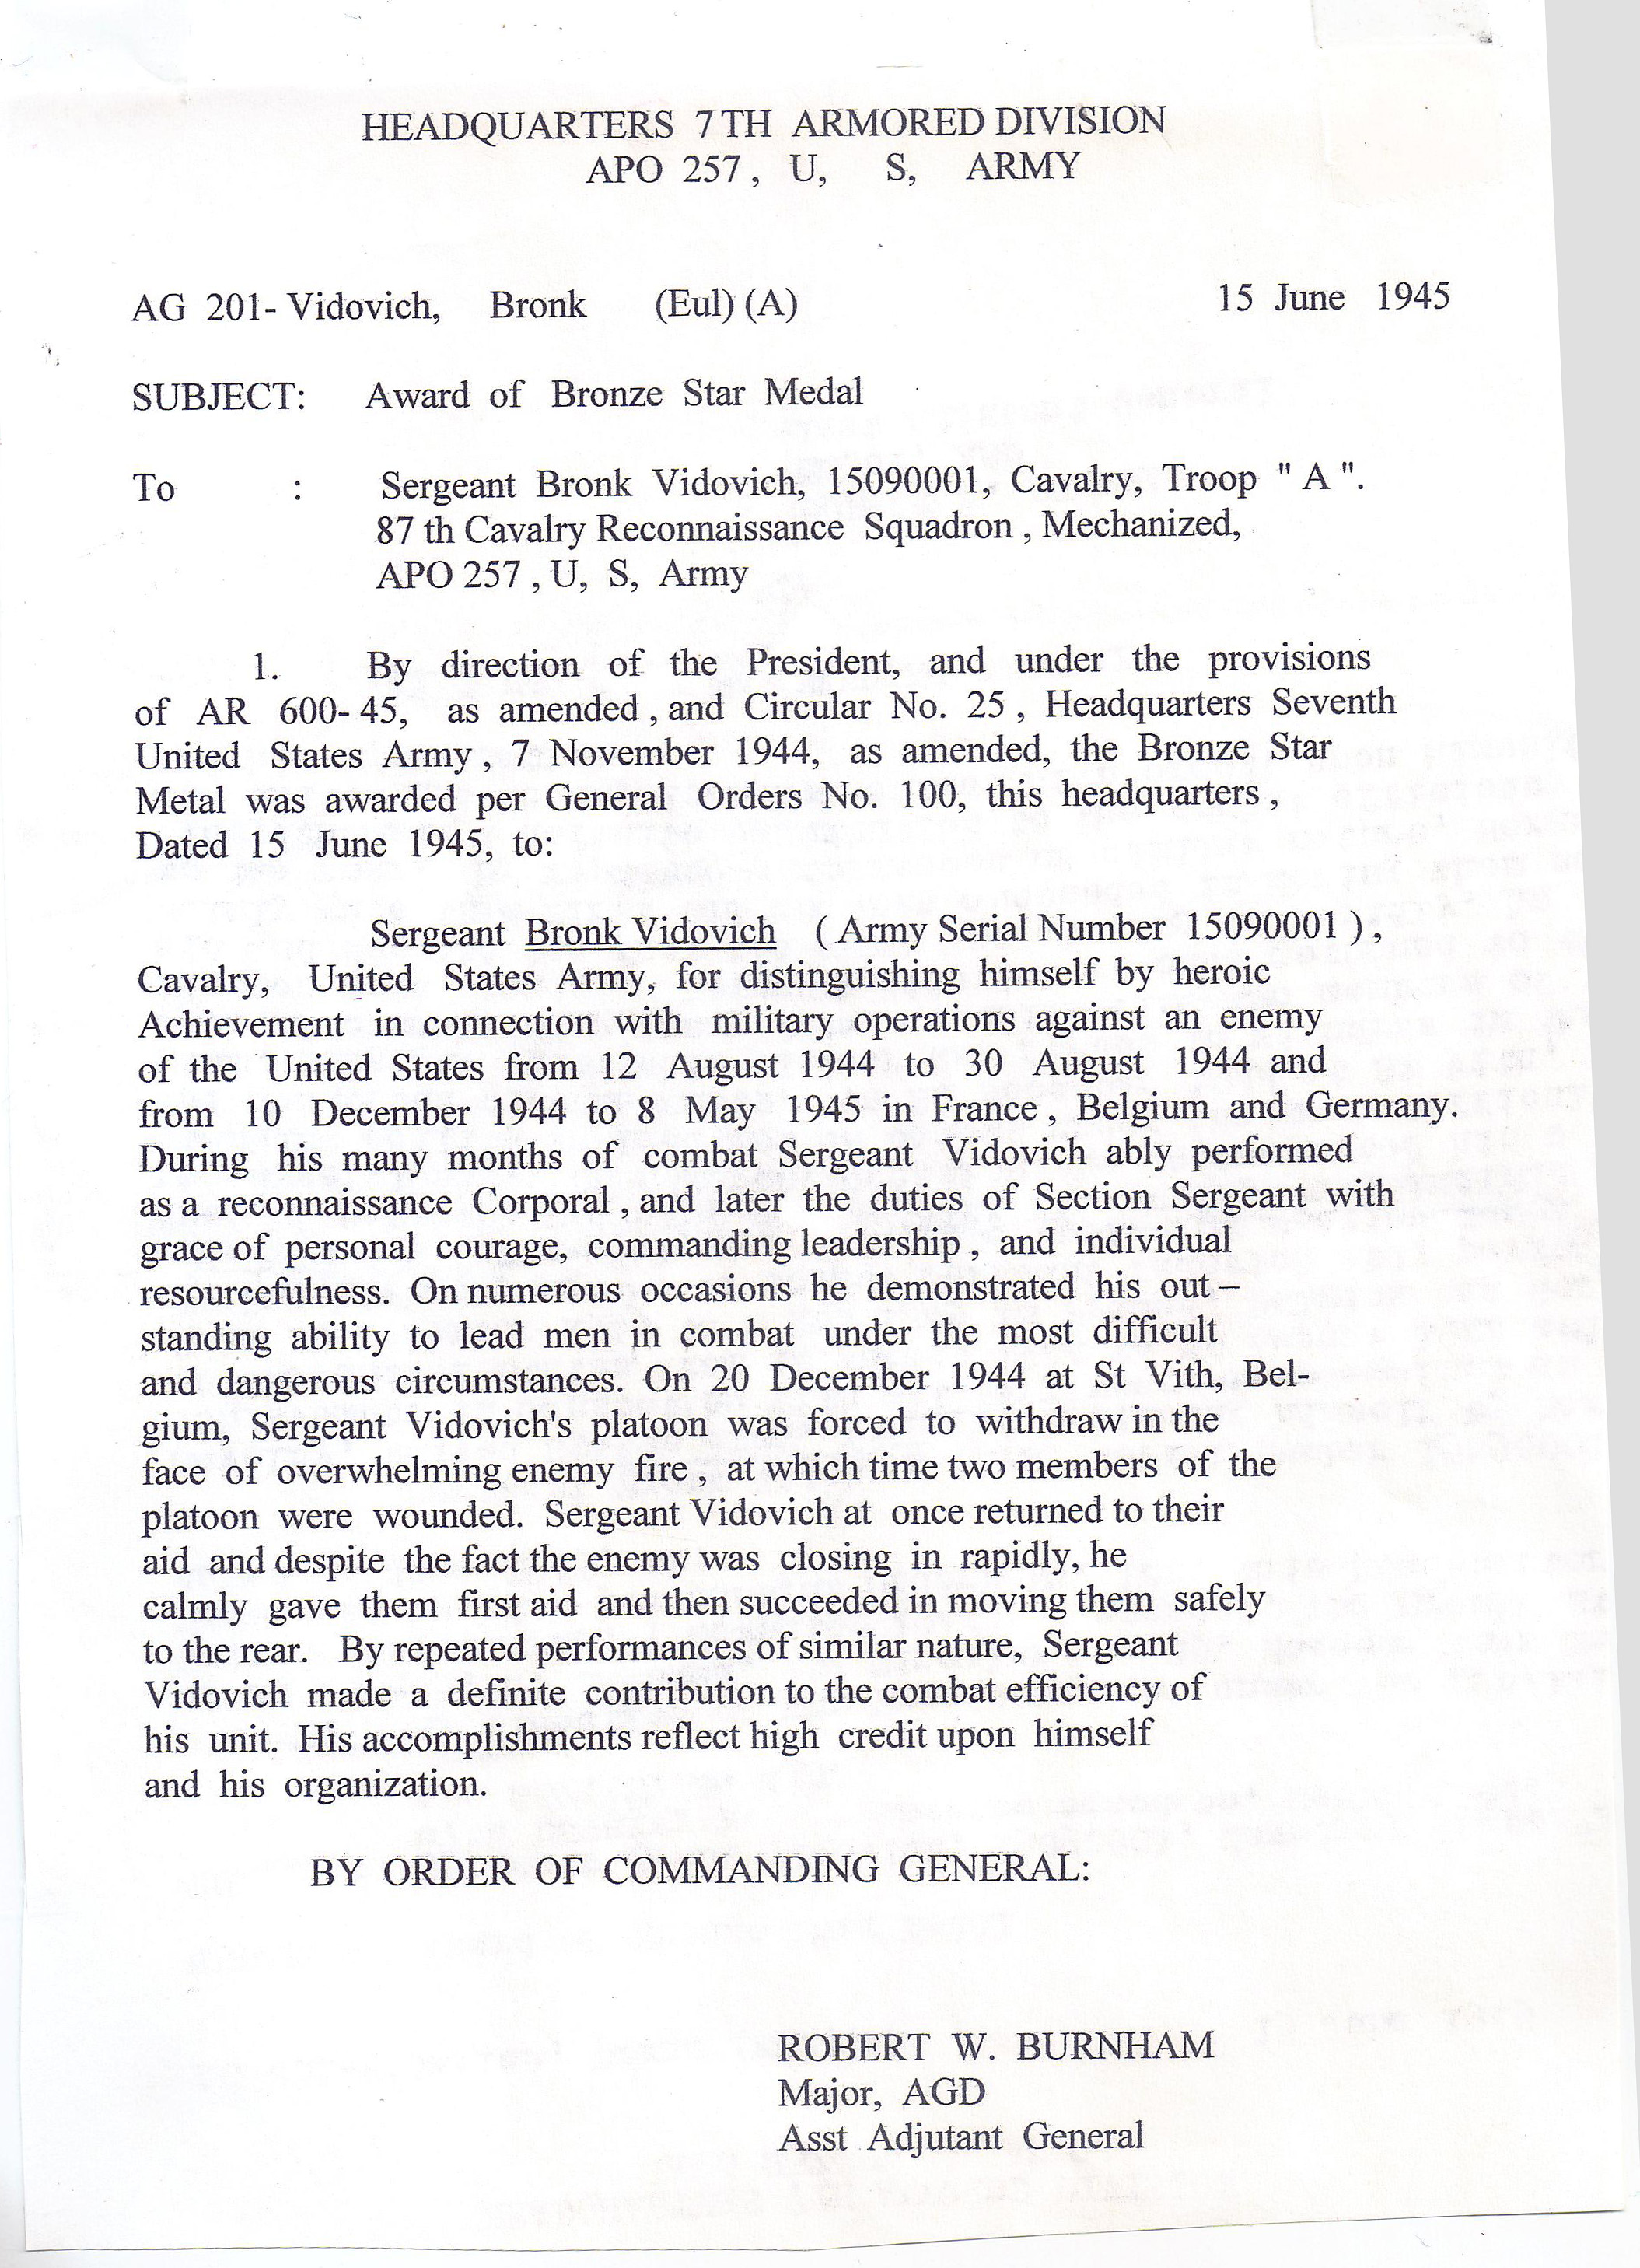 HEADQUARTERS 7TH ARMORED DIVISION
APO 257, U, S, ARMY
AG 201- Vidovich, Bronk (Eul) (A) 15 June 1945
SUBJECT: Award of Bronze Star Medal
To : Sergeant Bronk Vidovich, 15090001, Cavalry, Troop " A ".
87 th Cavalry Reconnaissance Squadron , Mechanized,
APO 257 , U, S, Army
1. By direction of the President, and under the provisions
of AR 600- 45, as amended , and Circular No. 25 , Headquarters Seventh
United States Army , 7 November 1944, as amended, the Bronze Star
Metal was awarded per General Orders No. 100, this headquarters ,
Dated 15 June 1945, to:
Sergeant Bronk Vidovich ( Army Serial Number 15090001 ) ,
Cavalry, United States Army, for distinguishing himself by heroic
Achievement in connection with military operations against an enemy
of the United States from 12 August 1944 to 30 August 1944 and
from 10 December 1944 to 8 May 1945 in France , Belgium and Germany.
During his many months of combat Sergeant Vidovich ably performed
as a reconnaissance Corporal , and later the duties of Section Sergeant with
grace of personal courage, commanding leadership , and individual
resourcefulness. On numerous occasions he demonstrated his out –
standing ability to lead men in combat under the most difficult
and dangerous circumstances. On 20 December 1944 at St Vith, Bel-
gium, Sergeant Vidovich's platoon was forced to withdraw in the
face of overwhelming enemy fire , at which time two members of the
platoon were wounded. Sergeant Vidovich at once returned to their
aid and despite the fact the enemy was closing in rapidly, he
calmly gave them first aid and then succeeded in moving them safely
to the rear. By repeated performances of similar nature, Sergeant
Vidovich made a definite contribution to the combat efficiency of
his unit. His accomplishments reflect high credit upon himself
and his organization.
BY ORDER OF COMMANDING GENERAL:
ROBERT W. BURNHAM
Major, AGD
Asst Adjutant General